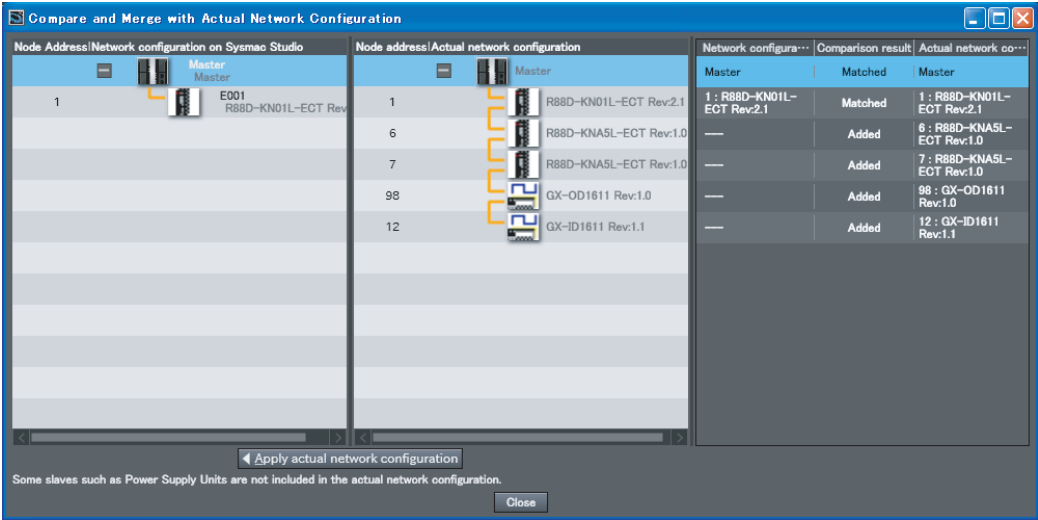 Compare and Merge with Actual Network Configuration
Node Address|Network configuration on Sysmac Studio
Master
Master
1
E001
R88D-KN01L-ECT Rev
Node address|Actual network configuration
Master
1
R88D-KN01L-ECT Rev:2.1
6
R88D-KNA5L-ECT Rev:1.0
7
R88D-KNA5L-ECT Rev:1.0
98
GX-OD1611 Rev:1.0
12
GX-ID1611 Rev:1.1
Network configura··· Comparison result Actual network co···
Master Matched Master
1 : R88D-KN01L-
ECT Rev:2.1
Matched
1 : R88D-KN01L-
ECT Rev:2.1
---
Added
6 : R88D-KNA5L-
ECT Rev:1.0
---
Added
7 : R88D-KNA5L-
ECT Rev:1.0
---
Added
98 : GX-OD1611
Rev:1.0
---
Added
12 : GX-ID1611
Rev:1.1
Apply actual network configuration
Some slaves such as Power Supply Units are not included in the actual network configuration.
Close